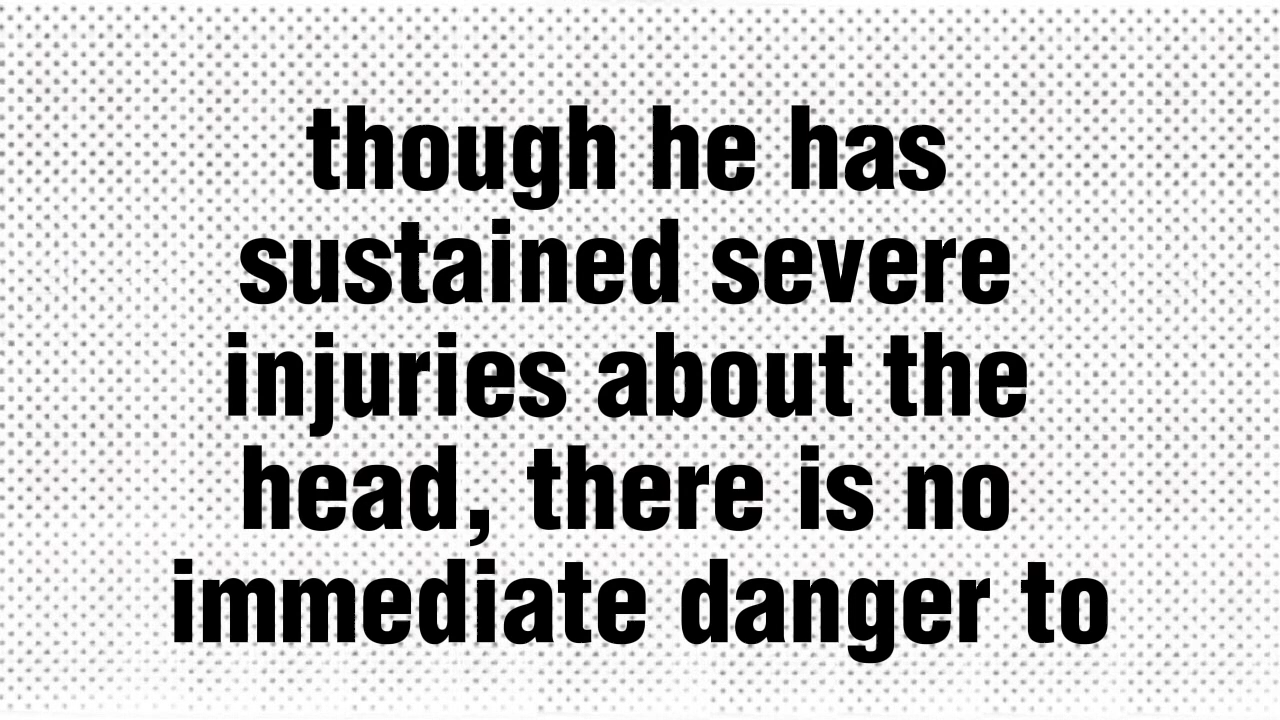 though he has
sustained severe
injuries about the
head, there is no
immediate danger to